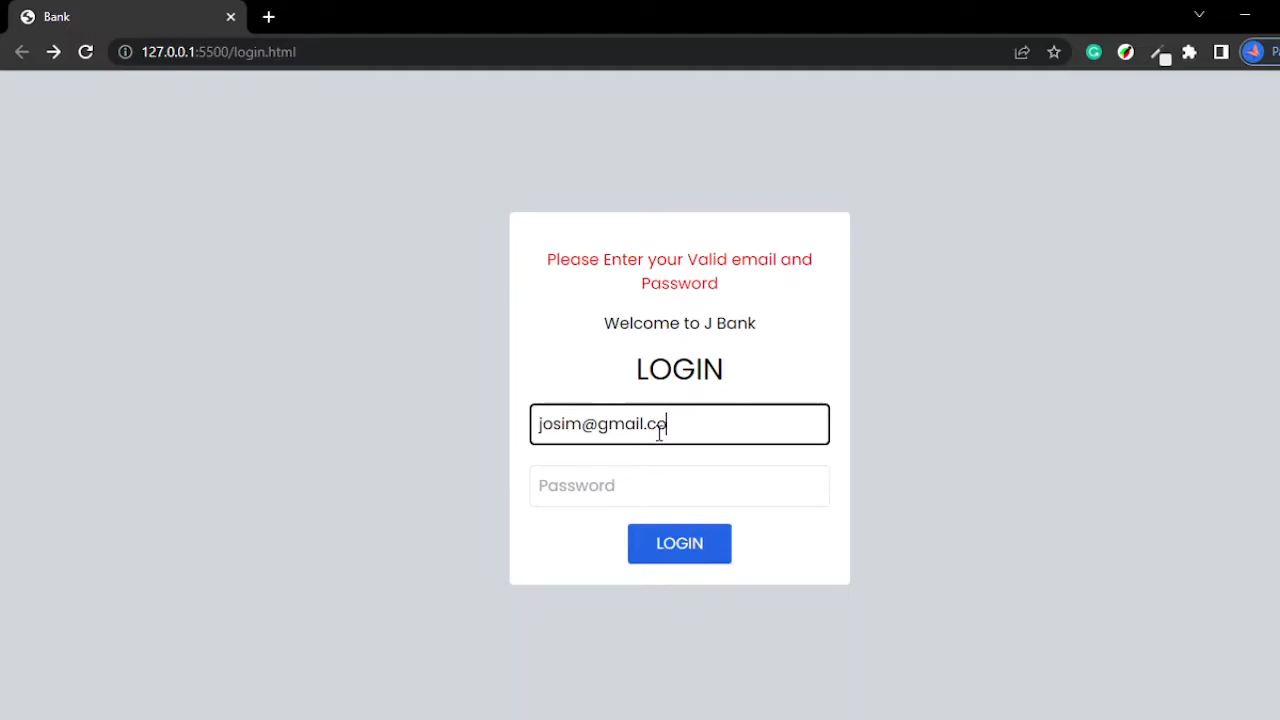 Bank
127.0.0.1:5500/login.html
Please Enter your Valid email and
Password
Welcome to J Bank
LOGIN
josim@gmail.co
Password
LOGIN